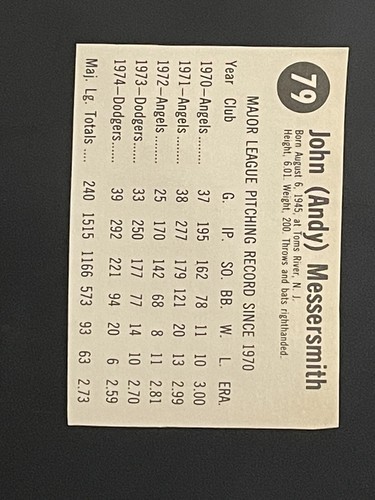 79
John (Andy) Messersmith
Born August 6, 1945, at Toms River, N. J.
Height, 6.01. Weight, 200. Throws and bats righthanded.
MAJOR LEAGUE PITCHING RECORD SINCE 1970
Year Club G. IP. SO. BB. W. L. ERA.
1970—Angels......... 37 195 162 78 11 10 3.00
1971—Angels......... 38 277 179 121 20 13 2.99
1972—Angels......... 25 170 142 68 8 11 2.81
1973—Dodgers....... 33 250 177 77 14 10 2.70
1974—Dodgers....... 39 292 221 94 20 6 2.59
Maj. Lg. Totals .... 240 1515 1166 573 93 63 2.73